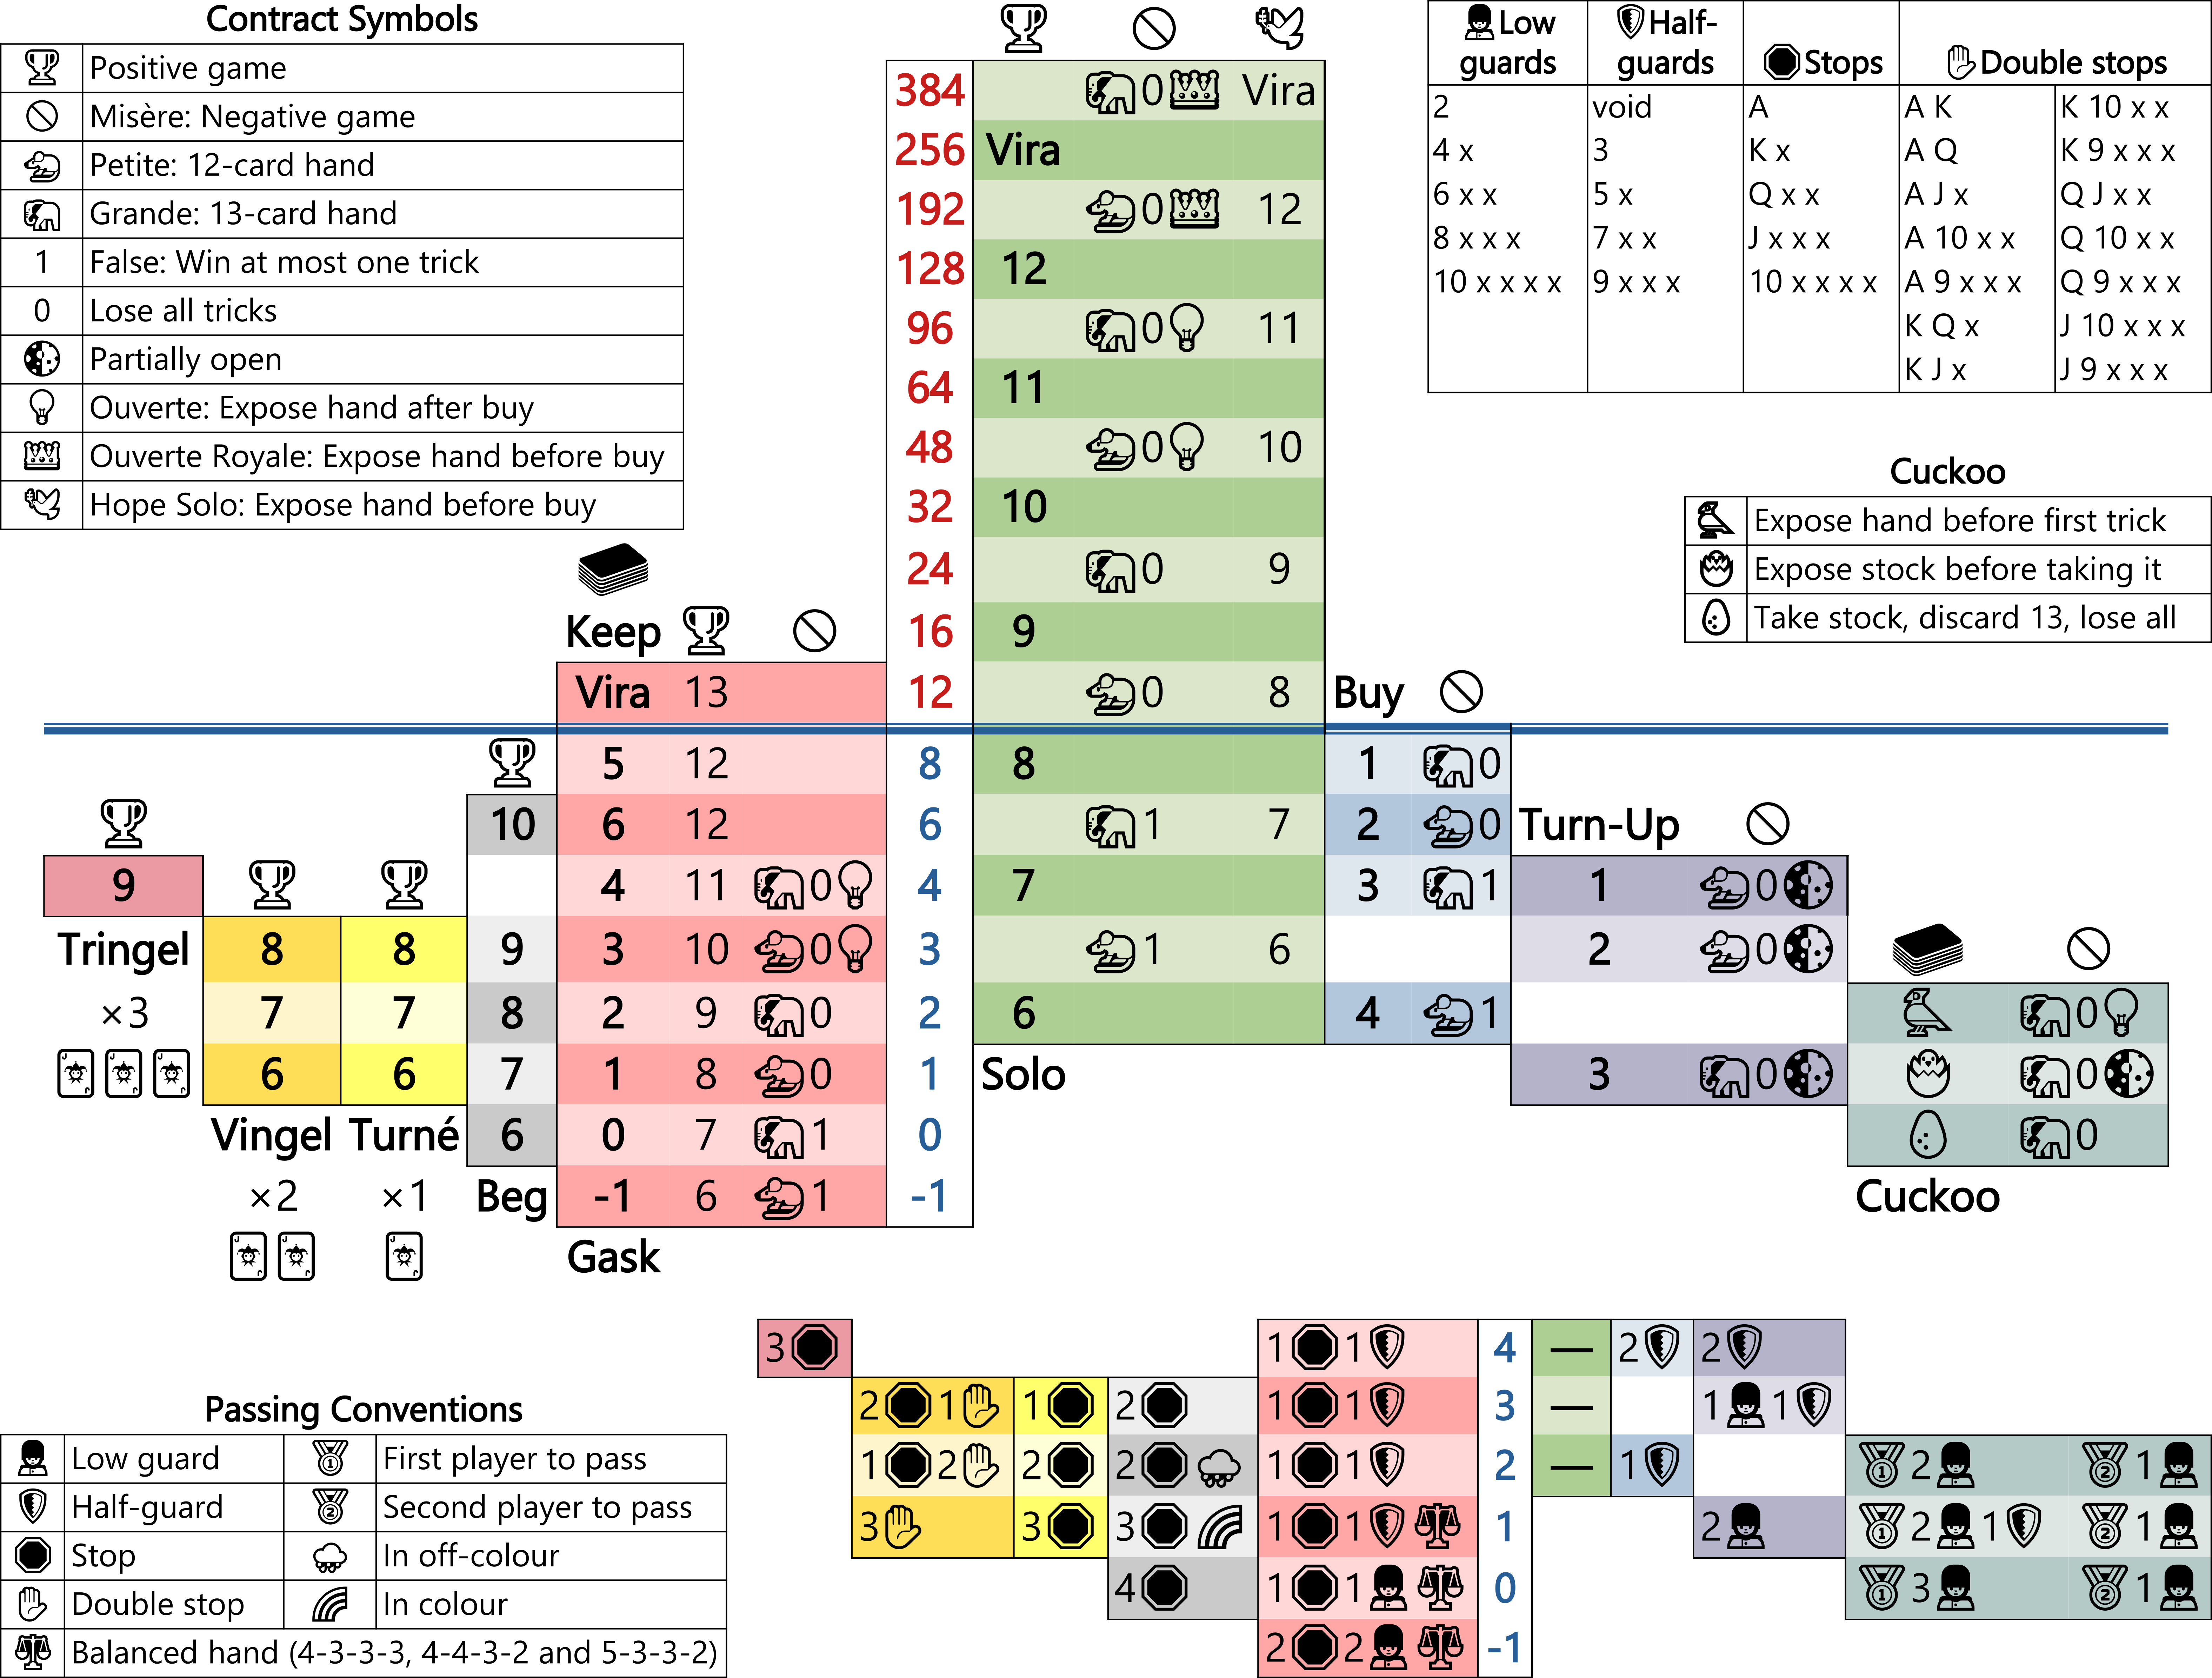 Contract Symbols
Positive game
Misère: Negative game
Petite: 12-card hand
Grande: 13-card hand
1 False: Win at most one trick
0 Lose all tricks
Partially open
Ouverte: Expose hand after buy
Ouverte Royale: Expose hand before buy
Hope Solo: Expose hand before buy
384 0 Vira
256 Vira
192 0 12
128 12
96 0 11
64 11
48 0 10
32 10
24 0 9
16 9
12 0 8
Low guards Half-guards Stops Double stops
2 void A A K K 10 x x
4 x 3 K x A Q K 9 x x x
6 x x 5 x Q x x A J x Q J x x
8 x x x 7 x x J x x x A 10 x x Q 10 x x
10 x x x x 9 x x x 10 x x x x A 9 x x x Q 9 x x x
K Q x J 10 x x x
K J x J 9 x x x
Cuckoo
Expose hand before first trick
Expose stock before taking it
Take stock, discard 13, lose all
Keep
Vira 13
Buy
5 12 8 8 1 0
10 6 12 6 1 7 2 0 Turn-Up
9 4 11 0 4 7 3 1 1 0
Tringel 8 8 9 3 10 0 3 1 6 2 0
×3 7 7 8 2 9 0 2 6 4 1 0
6 6 7 1 8 0 1 Solo 3 0 0
Vingel Turné 6 0 7 1 0 0
×2 ×1 Beg -1 6 1 -1 Cuckoo
Gask
3 1 1 4 — 2 2
2 1 1 2 1 1 3 — 1 1
1 2 2 2 1 1 2 — 1 1 2 2 1
3 3 3 1 1 1 2 1 2 1 2 1
4 1 1 0 1 3 2 1
2 2 -1
Passing Conventions
Low guard 1 First player to pass
Half-guard 2 Second player to pass
Stop In off-colour
Double stop In colour
Balanced hand (4-3-3-3, 4-4-3-2 and 5-3-3-2)